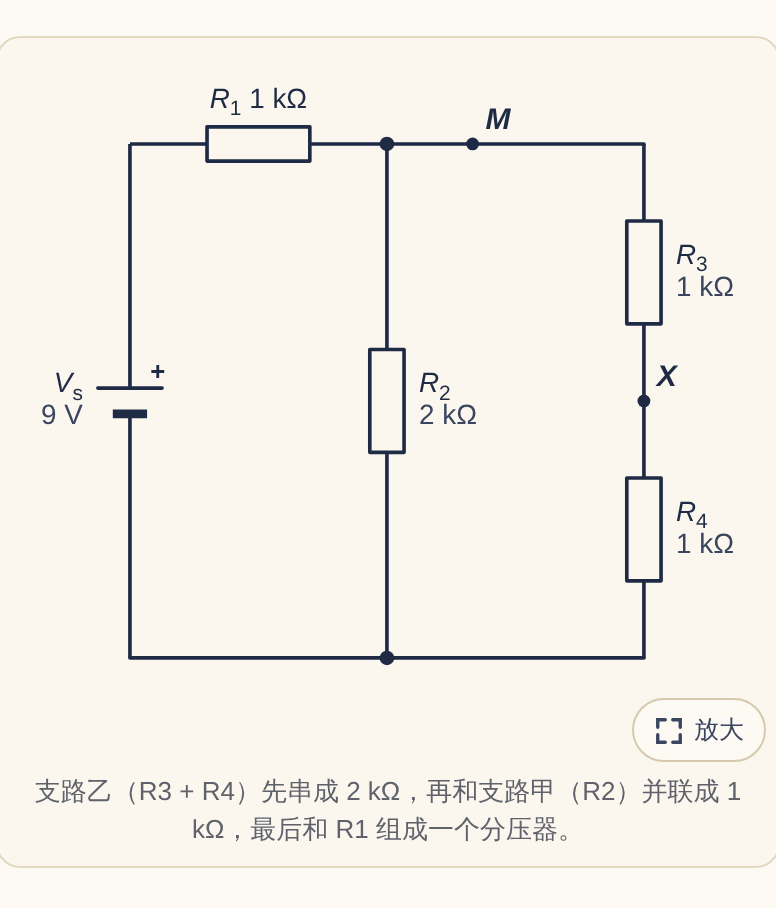 R1 1 kΩ
M
R3
1 kΩ
+
Vs
9 V
R2
2 kΩ
X
R4
1 kΩ
放大
支路乙（R3 + R4）先串成 2 kΩ，再和支路甲（R2）并联成 1
kΩ，最后和 R1 组成一个分压器。